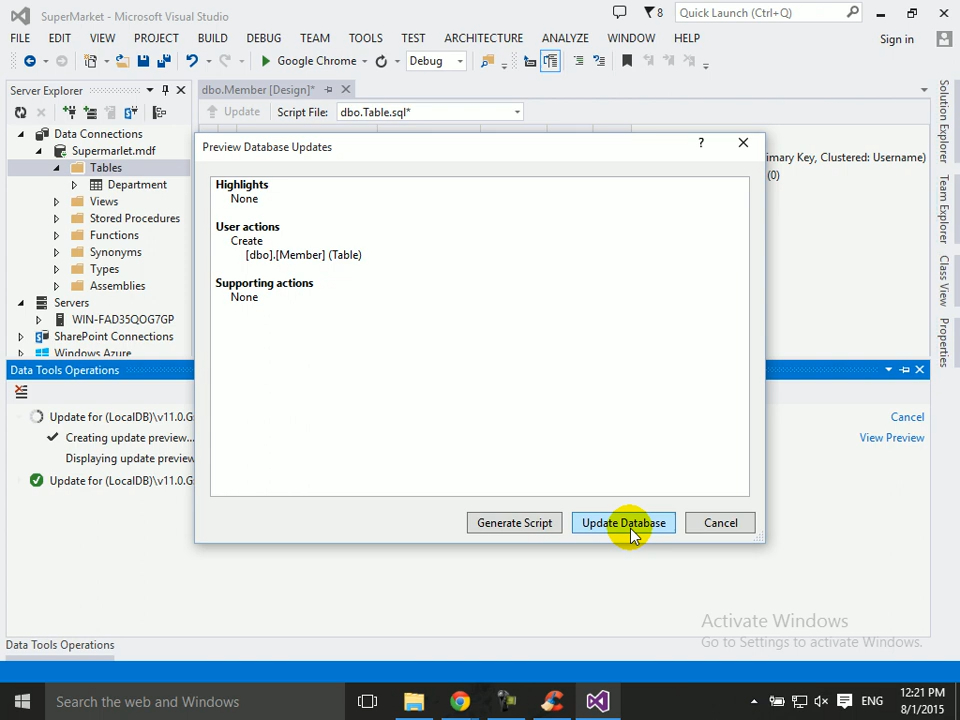 SuperMarket - Microsoft Visual Studio
8
Quick Launch (Ctrl+Q)
FILE EDIT VIEW PROJECT BUILD DEBUG TEAM TOOLS TEST ARCHITECTURE ANALYZE WINDOW HELP
Sign in
Google Chrome
Debug
Server Explorer
dbo.Member [Design]*
Update
Script File:
dbo.Table.sql*
Data Connections
Supermarlet.mdf
Tables
Department
Views
Stored Procedures
Functions
Synonyms
Types
Assemblies
Servers
WIN-FAD35QOG7GP
SharePoint Connections
Windows Azure
Preview Database Updates
?
Highlights
None
User actions
Create
[dbo].[Member] (Table)
Supporting actions
None
Generate Script
Update Database
Cancel
imary Key, Clustered: Username)
(0)
Solution Explorer
Team Explorer
Class View
Properties
Data Tools Operations
Update for (LocalDB)\v11.0.G
Cancel
Creating update preview...
View Preview
Displaying update preview
Update for (LocalDB)\v11.0.G
Activate Windows
Go to Settings to activate Windows.
Data Tools Operations
Search the web and Windows
ENG
12:21 PM
8/1/2015